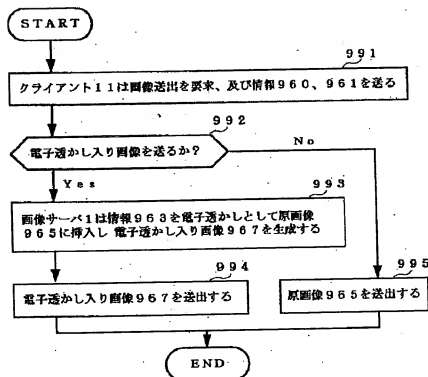 START
991
クライアント11は画像送出を要求、及び情報960、961を送る
992
電子透かし入り画像を送るか?
No
Yes
993
画像サーバ1は情報963を電子透かしとして原画像
965に挿入し 電子透かし入り画像967を生成する
994
電子透かし入り画像967を送出する
995
原画像965を送出する
END